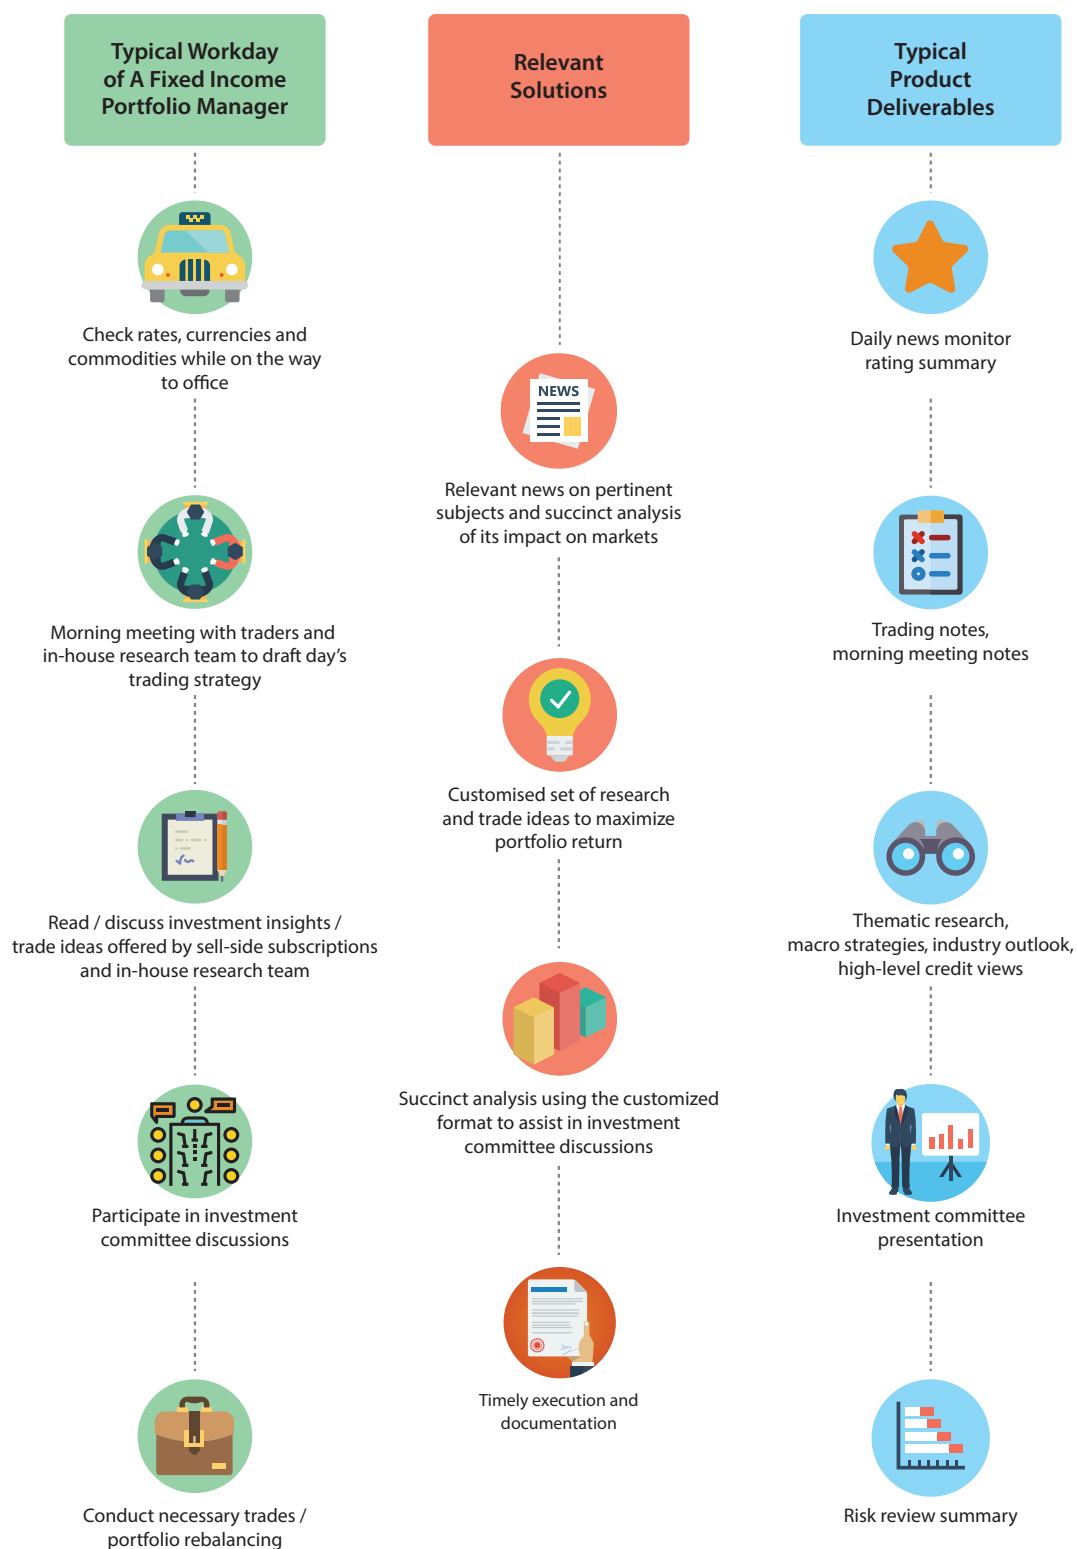 Typical Workday
of A Fixed Income
Portfolio Manager
Check rates, currencies and
commodities while on the way
to office
Morning meeting with traders and
in-house research team to draft day’s
trading strategy
Read / discuss investment insights /
trade ideas offered by sell-side subscriptions
and in-house research team
Participate in investment
committee discussions
Conduct necessary trades /
portfolio rebalancing
Relevant
Solutions
NEWS
Relevant news on pertinent
subjects and succinct analysis
of its impact on markets
Customised set of research
and trade ideas to maximize
portfolio return
Succinct analysis using the customized
format to assist in investment
committee discussions
Timely execution and
documentation
Typical
Product
Deliverables
Daily news monitor
rating summary
Trading notes,
morning meeting notes
Thematic research,
macro strategies, industry outlook,
high-level credit views
Investment committee
presentation
Risk review summary